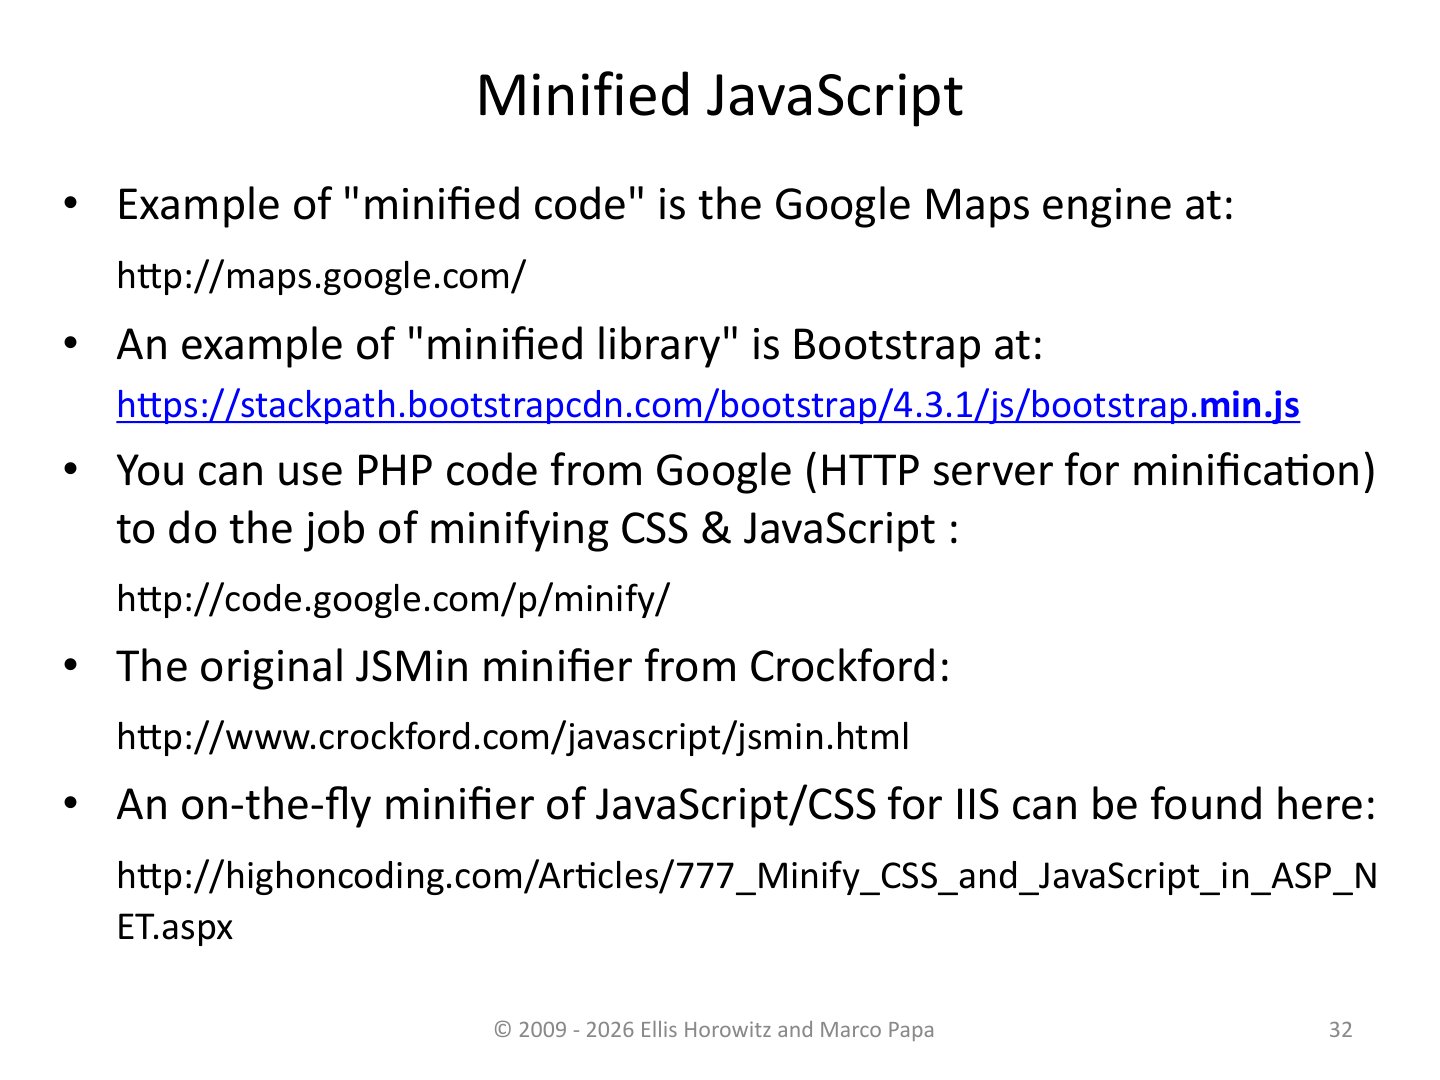 Minified JavaScript
• Example of "minified code" is the Google Maps engine at:
http://maps.google.com/
• An example of "minified library" is Bootstrap at:
https://stackpath.bootstrapcdn.com/bootstrap/4.3.1/js/bootstrap.min.js
• You can use PHP code from Google (HTTP server for minification)
to do the job of minifying CSS & JavaScript :
http://code.google.com/p/minify/
• The original JSMin minifier from Crockford:
http://www.crockford.com/javascript/jsmin.html
• An on-the-fly minifier of JavaScript/CSS for IIS can be found here:
http://highoncoding.com/Articles/777_Minify_CSS_and_JavaScript_in_ASP_N
ET.aspx
© 2009 - 2026 Ellis Horowitz and Marco Papa
32